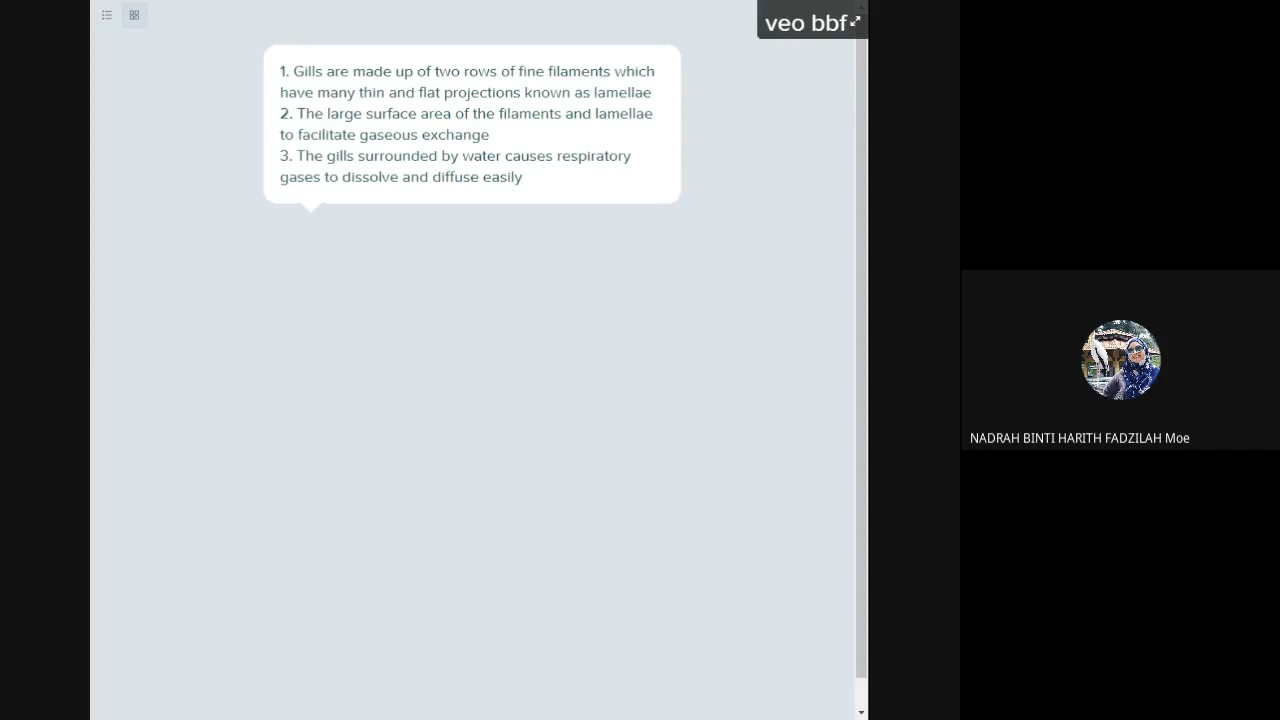 veo bbf
1. Gills are made up of two rows of fine filaments which
have many thin and flat projections known as lamellae
2. The large surface area of the filaments and lamellae
to facilitate gaseous exchange
3. The gills surrounded by water causes respiratory
gases to dissolve and diffuse easily
NADRAH BINTI HARITH FADZILAH Moe